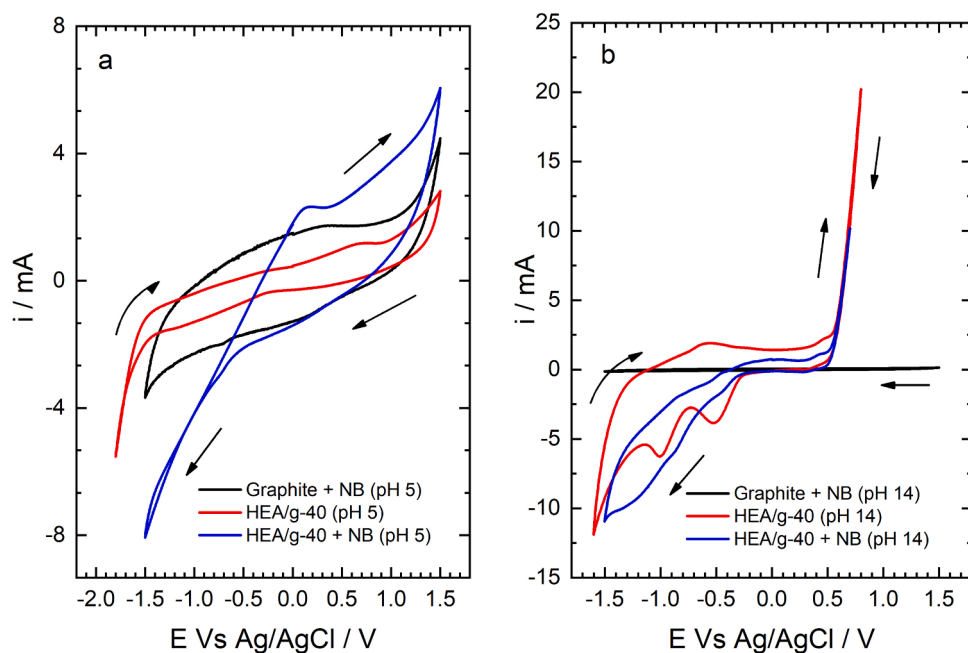 a
i / mA
8
4
0
-4
-8
Graphite + NB (pH 5)
HEA/g-40 (pH 5)
HEA/g-40 + NB (pH 5)
-2.0 -1.5 -1.0 -0.5 0.0 0.5 1.0 1.5
E Vs Ag/AgCl / V
b
i / mA
25
20
15
10
5
0
-5
-10
-15
Graphite + NB (pH 14)
HEA/g-40 (pH 14)
HEA/g-40 + NB (pH 14)
-1.5 -1.0 -0.5 0.0 0.5 1.0 1.5
E Vs Ag/AgCl / V